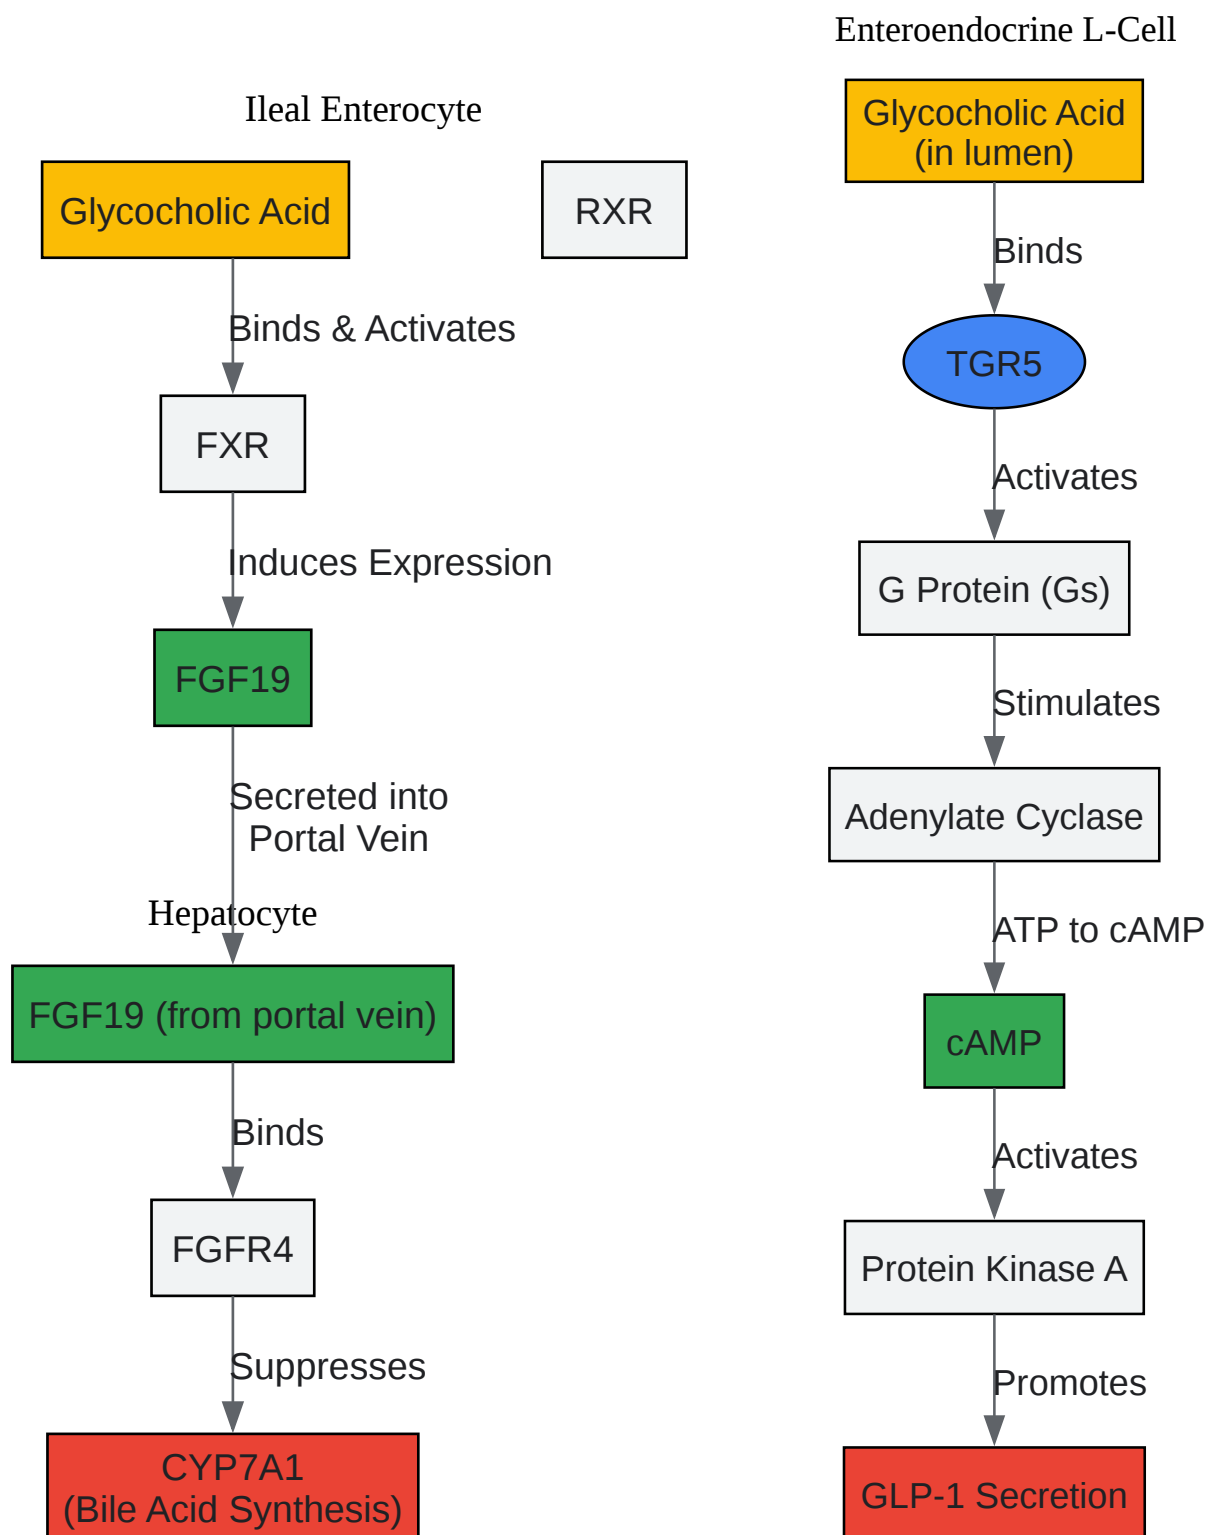 Ileal Enterocyte
Glycocholic Acid
RXR
Binds & Activates
FXR
Induces Expression
FGF19
Secreted into
Portal Vein
Hepatocyte
FGF19 (from portal vein)
Binds
FGFR4
Suppresses
CYP7A1
(Bile Acid Synthesis)
Enteroendocrine L-Cell
Glycocholic Acid
(in lumen)
Binds
TGR5
Activates
G Protein (Gs)
Stimulates
Adenylate Cyclase
ATP to cAMP
cAMP
Activates
Protein Kinase A
Promotes
GLP-1 Secretion